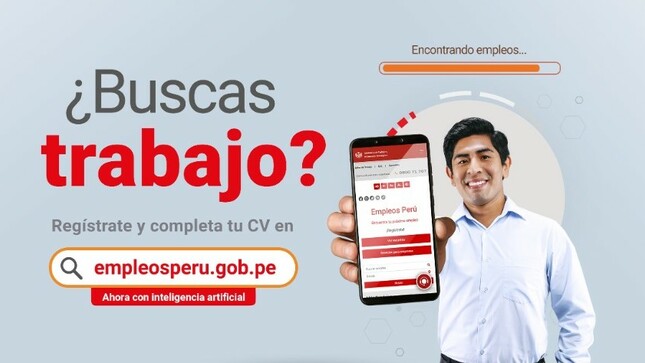 Encontrando empleos...
¿Buscas
trabajo?
Regístrate y completa tu CV en
empleosperu.gob.pe
Ahora con inteligencia artificial
Empleos Perú